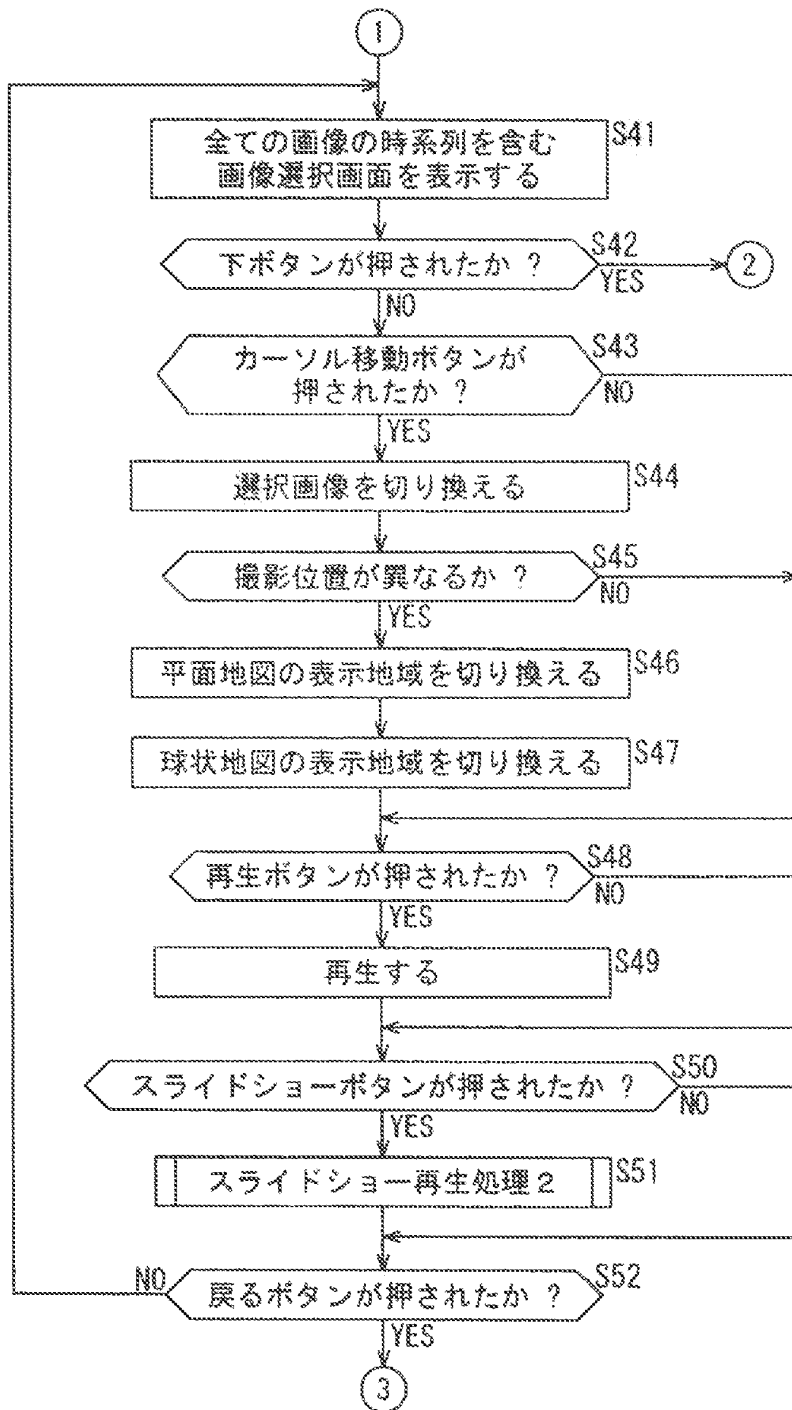 1
全ての画像の時系列を含む
画像選択画面を表示する
S41
下ボタンが押されたか ?
S42
YES
2
NO
カーソル移動ボタンが
押されたか ?
S43
NO
YES
選択画像を切り換える
S44
撮影位置が異なるか ?
S45
NO
YES
平面地図の表示地域を切り換える
S46
球状地図の表示地域を切り換える
S47
再生ボタンが押されたか ?
S48
NO
YES
再生する
S49
スライドショーボタンが押されたか ?
S50
NO
YES
スライドショー再生処理2
S51
NO
戻るボタンが押されたか ?
S52
YES
3